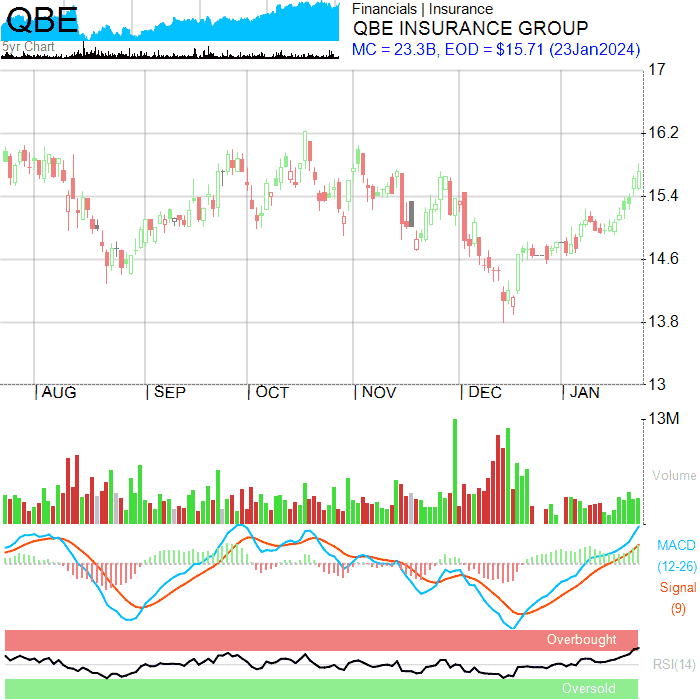 QBE
5yr Chart
Financials | Insurance
QBE INSURANCE GROUP
MC = 23.3B, EOD = $15.71 (23Jan2024)
17
16.2
15.4
14.6
13.8
13
AUG SEP OCT NOV DEC JAN
13M
Volume
MACD
(12-26)
Signal
(9)
Overbought
RSI(14)
Oversold